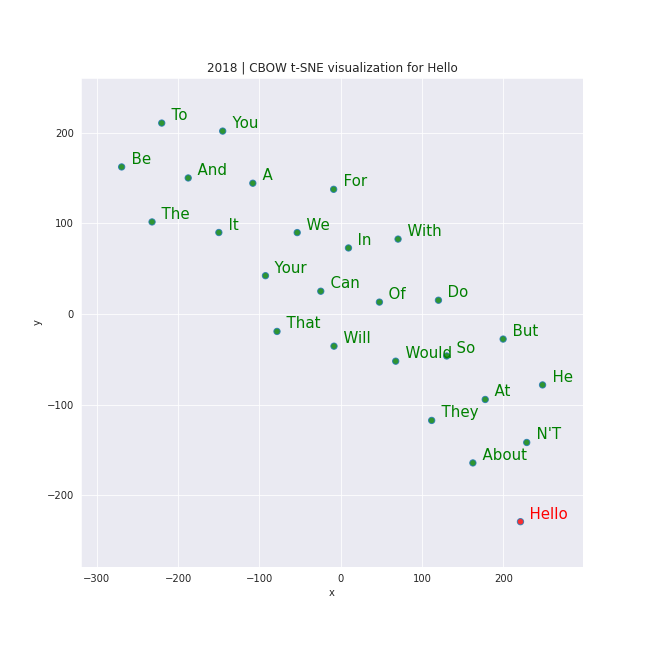 2018 | CBOW t-SNE visualization for Hello
To
You
Be
And
A
For
The
It
We
In
With
Your
Can
Of
Do
That
Will
Would
So
But
He
At
They
N'T
About
Hello
200
100
0
−100
−200
y
−300 −200 −100 0 100 200
x